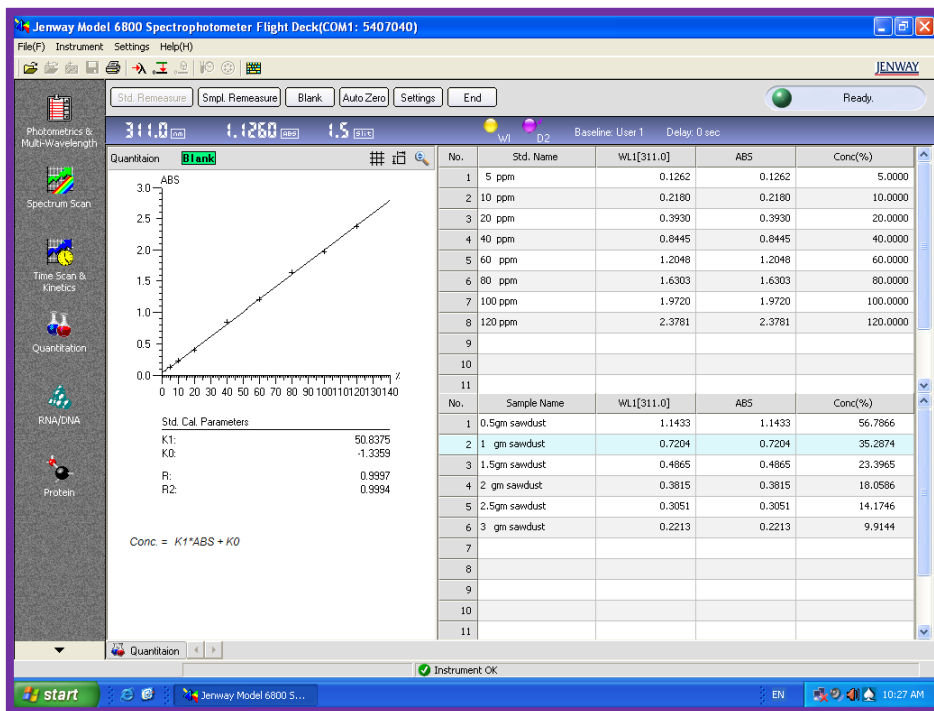 Jenway Model 6800 Spectrophotometer Flight Deck(COM1: 5407040)
File(F) Instrument Settings Help(H)
JENWAY
Std. Remeasure Smpl. Remeasure Blank Auto Zero Settings End Ready.
311.0 nm 1.1260 ABS 1.5 slit WI D2 Baseline: User 1 Delay: 0 sec
Photometrics &
Multi-Wavelength
Spectrum Scan
Time Scan &
Kinetics
Quantitation
RNA/DNA
Protein
Quantitaion Blank
ABS
3.0
2.5
2.0
1.5
1.0
0.5
0.0
0 10 20 30 40 50 60 70 80 90 100110120130140 %
Std. Cal. Parameters
K1: 50.8375
K0: -1.3359
R: 0.9997
R2: 0.9994
Conc. = K1*ABS + K0
No. Std. Name WL1[311.0] ABS Conc(%)
1 5 ppm 0.1262 0.1262 5.0000
2 10 ppm 0.2180 0.2180 10.0000
3 20 ppm 0.3930 0.3930 20.0000
4 40 ppm 0.8445 0.8445 40.0000
5 60 ppm 1.2048 1.2048 60.0000
6 80 ppm 1.6303 1.6303 80.0000
7 100 ppm 1.9720 1.9720 100.0000
8 120 ppm 2.3781 2.3781 120.0000
9
10
11
No. Sample Name WL1[311.0] ABS Conc(%)
1 0.5gm sawdust 1.1433 1.1433 56.7866
2 1 gm sawdust 0.7204 0.7204 35.2874
3 1.5gm sawdust 0.4865 0.4865 23.3965
4 2 gm sawdust 0.3815 0.3815 18.0586
5 2.5gm sawdust 0.3051 0.3051 14.1746
6 3 gm sawdust 0.2213 0.2213 9.9144
7
8
9
10
11
Quantitaion
Instrument OK
start Jenway Model 6800 S... EN 10:27 AM